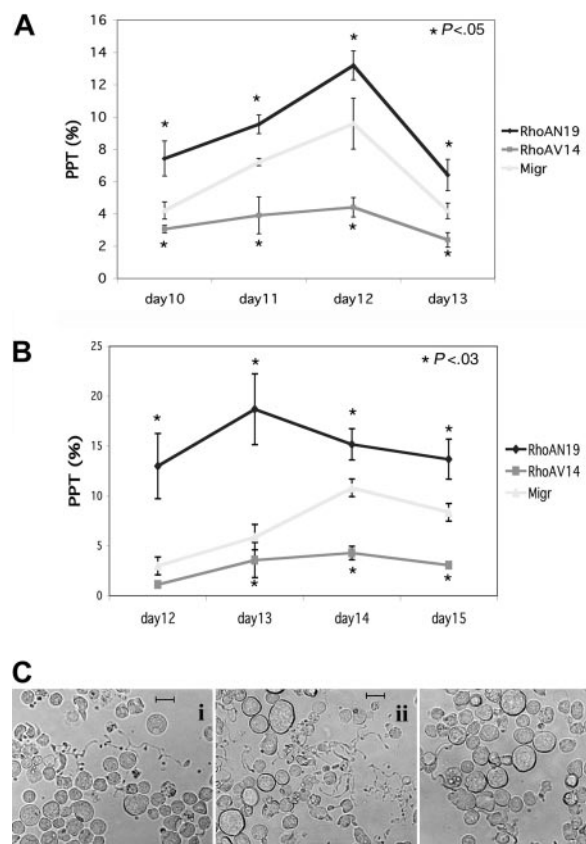 A
* P<.05
PPT (%)
16
14
12
10
8
6
4
2
0
day10 day11 day12 day13
RhoAN19
RhoAV14
Migr
B
* P<.03
PPT (%)
25
20
15
10
5
0
day12 day13 day14 day15
RhoAN19
RhoAV14
Migr
C
i ii